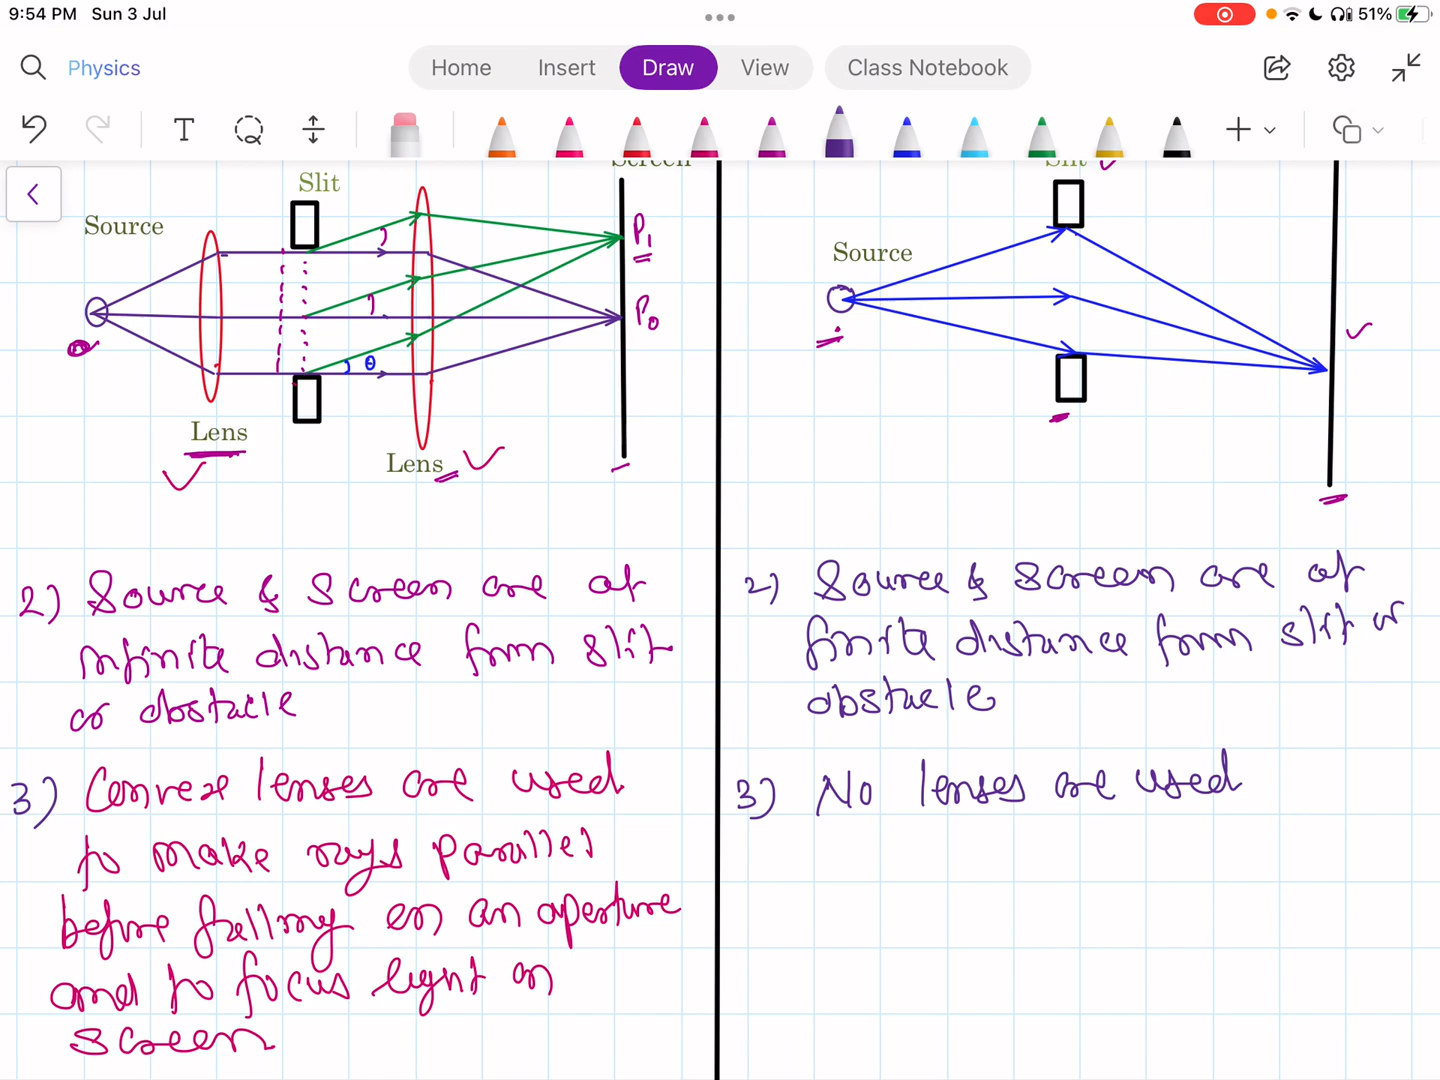 9:54 PM Sun 3 Jul
51%
Physics
Home Insert Draw View Class Notebook
T
Screen
Slit
Source
P1
P0
θ
Lens
Lens
2) Source & Screen are at
infinite distance from slit
or obstacle
3) Convex lenses are used
to make rays parallel
before falling on an aperture
and to focus light on
screen
Slit
Source
2) Source & Screen are at
finite distance from slit or
obstacle
3) No lenses are used